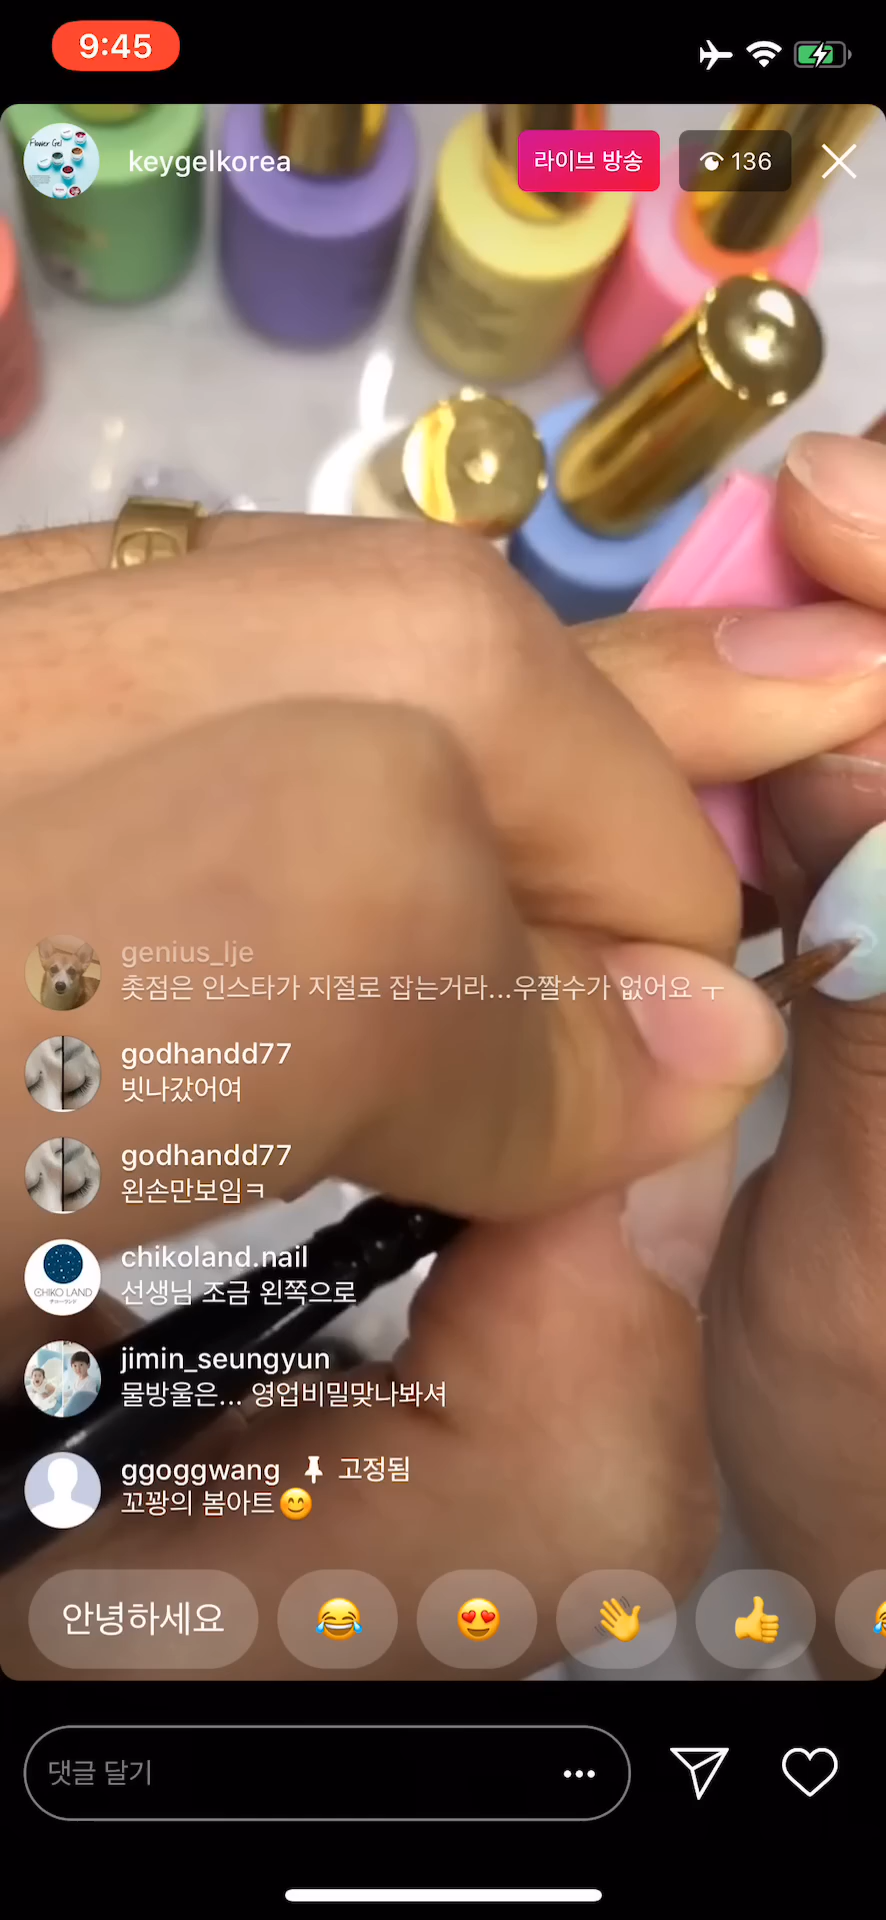 9:45
Flower Gel
keygelkorea
라이브 방송
136
genius_lje
촛점은 인스타가 지절로 잡는거라...우짤수가 없어요 ㅜ
godhandd77
빗나갔어여
godhandd77
왼손만보임ㅋ
chikoland.nail
선생님 조금 왼쪽으로
CHIKO LAND
jimin_seungyun
물방울은... 영업비밀맞나봐셔
ggoggwang 고정됨
꼬꽝의 봄아트😊
안녕하세요 😂 😍 👋 👍
댓글 달기